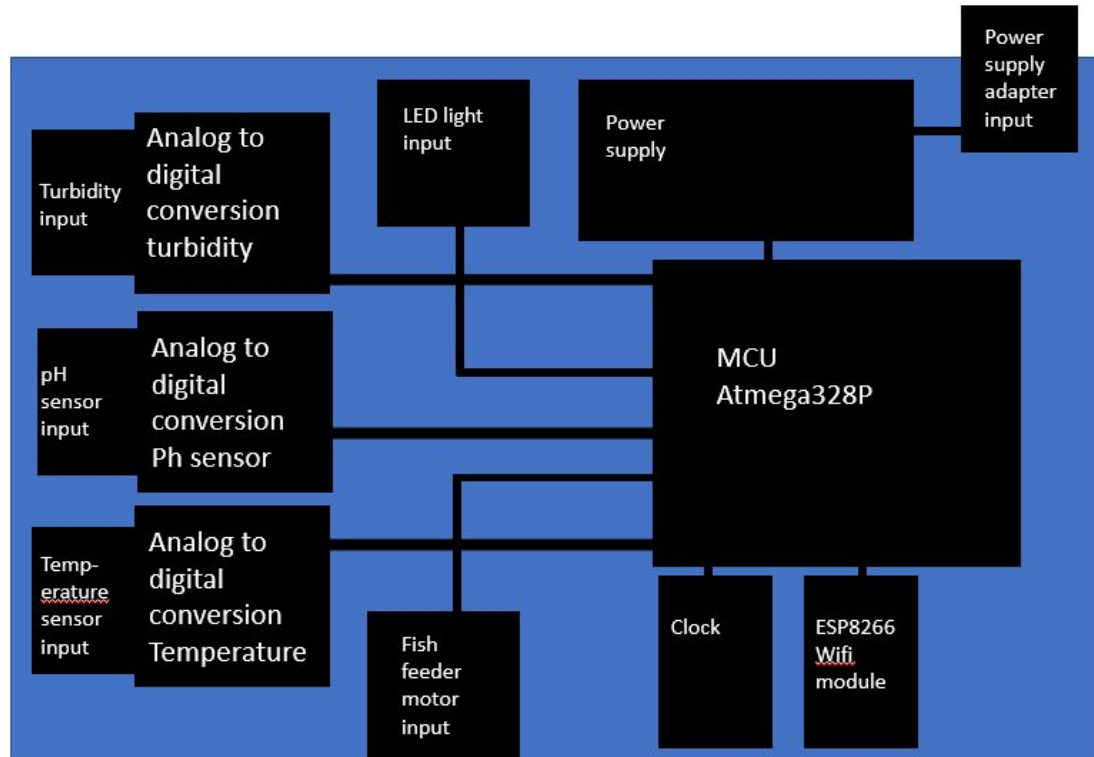 Power
supply
adapter
input
LED light
input
Power
supply
Analog to
digital
conversion
turbidity
Turbidity
input
Analog to
digital
conversion
Ph sensor
pH
sensor
input
MCU
Atmega328P
Analog to
digital
conversion
Temperature
Temp-
erature
sensor
input
Fish
feeder
motor
input
Clock
ESP8266
Wifi
module